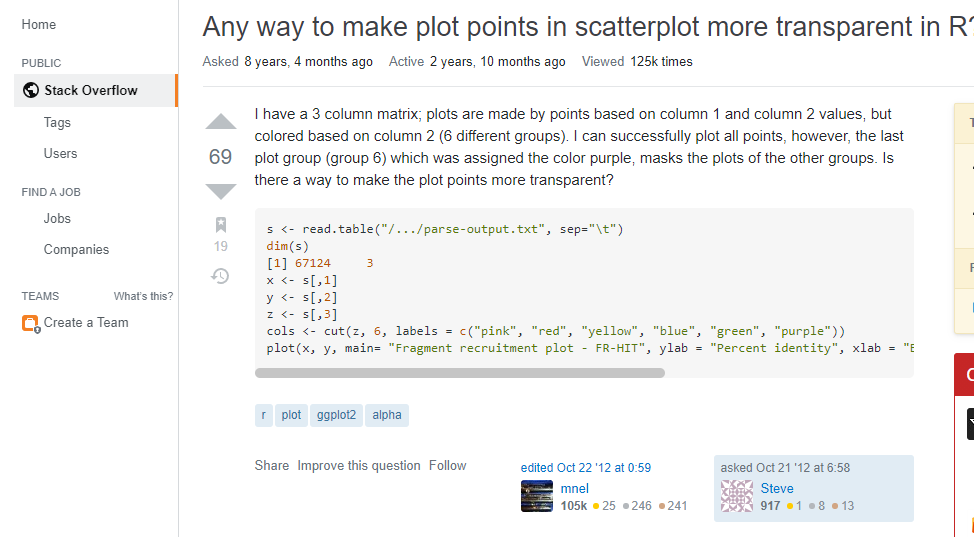 Home
PUBLIC
Stack Overflow
Tags
Users
FIND A JOB
Jobs
Companies
TEAMS What's this?
Create a Team
Any way to make plot points in scatterplot more transparent in R?
Asked 8 years, 4 months ago Active 2 years, 10 months ago Viewed 125k times
69
19
I have a 3 column matrix; plots are made by points based on column 1 and column 2 values, but
colored based on column 2 (6 different groups). I can successfully plot all points, however, the last
plot group (group 6) which was assigned the color purple, masks the plots of the other groups. Is
there a way to make the plot points more transparent?
s <- read.table("/.../parse-output.txt", sep="\t")
dim(s)
[1] 67124 3
x <- s[,1]
y <- s[,2]
z <- s[,3]
cols <- cut(z, 6, labels = c("pink", "red", "yellow", "blue", "green", "purple"))
plot(x, y, main= "Fragment recruitment plot - FR-HIT", ylab = "Percent identity", xlab = "
r plot ggplot2 alpha
Share Improve this question Follow
edited Oct 22 '12 at 0:59
mnel
105k 25 246 241
asked Oct 21 '12 at 6:58
Steve
917 1 8 13